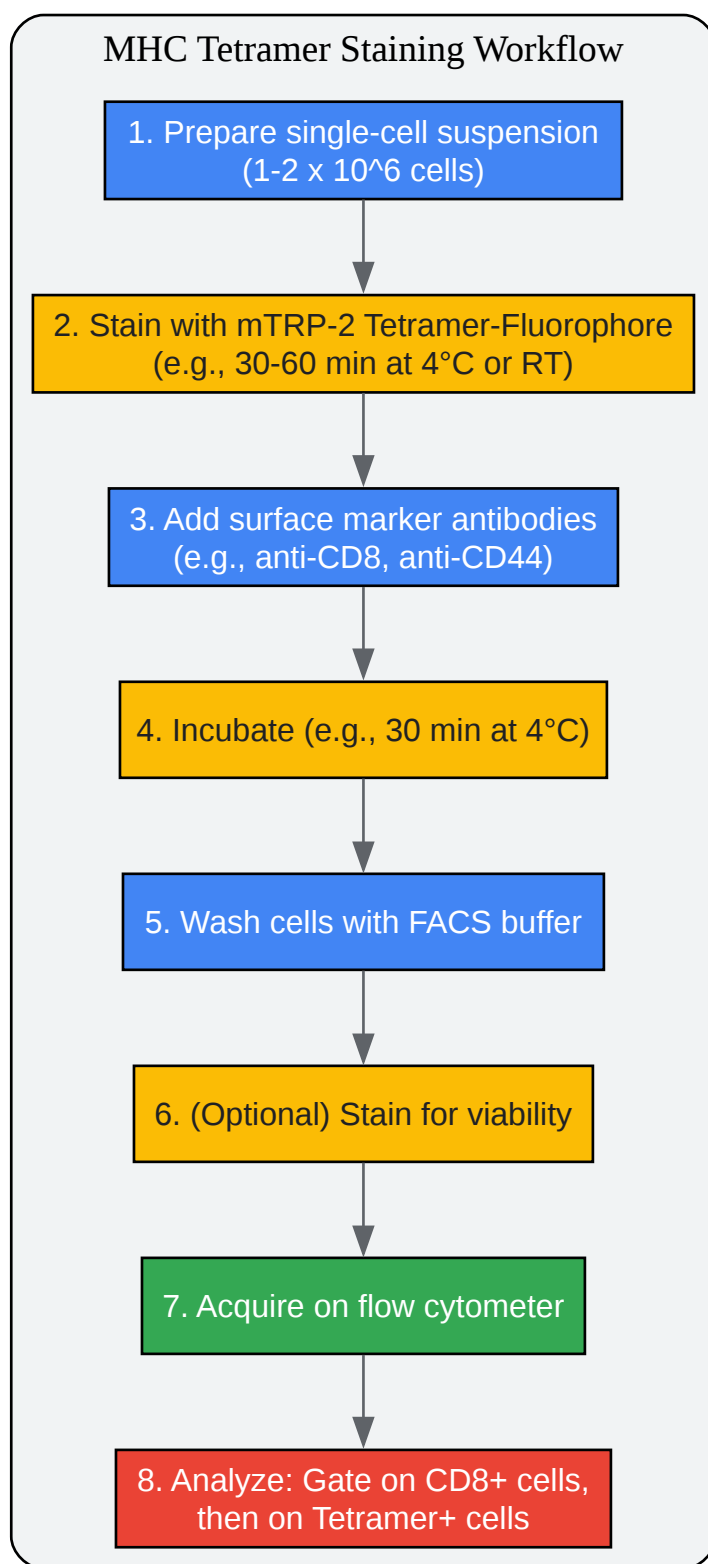 MHC Tetramer Staining Workflow
1. Prepare single-cell suspension
(1-2 x 10^6 cells)
2. Stain with mTRP-2 Tetramer-Fluorophore
(e.g., 30-60 min at 4°C or RT)
3. Add surface marker antibodies
(e.g., anti-CD8, anti-CD44)
4. Incubate (e.g., 30 min at 4°C)
5. Wash cells with FACS buffer
6. (Optional) Stain for viability
7. Acquire on flow cytometer
8. Analyze: Gate on CD8+ cells,
then on Tetramer+ cells